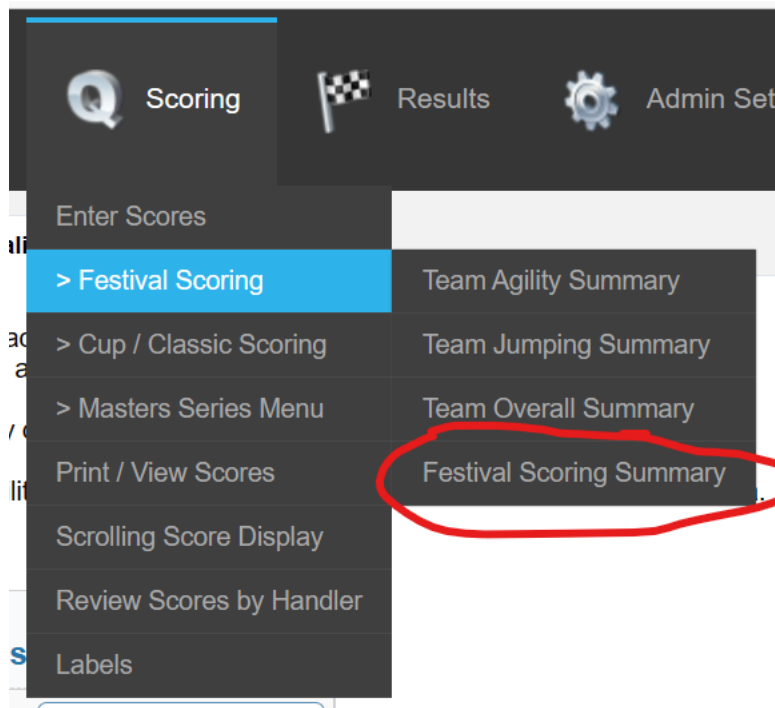 Scoring
Results
Admin Set
Enter Scores
> Festival Scoring
> Cup / Classic Scoring
> Masters Series Menu
Print / View Scores
Scrolling Score Display
Review Scores by Handler
Labels
Team Agility Summary
Team Jumping Summary
Team Overall Summary
Festival Scoring Summary